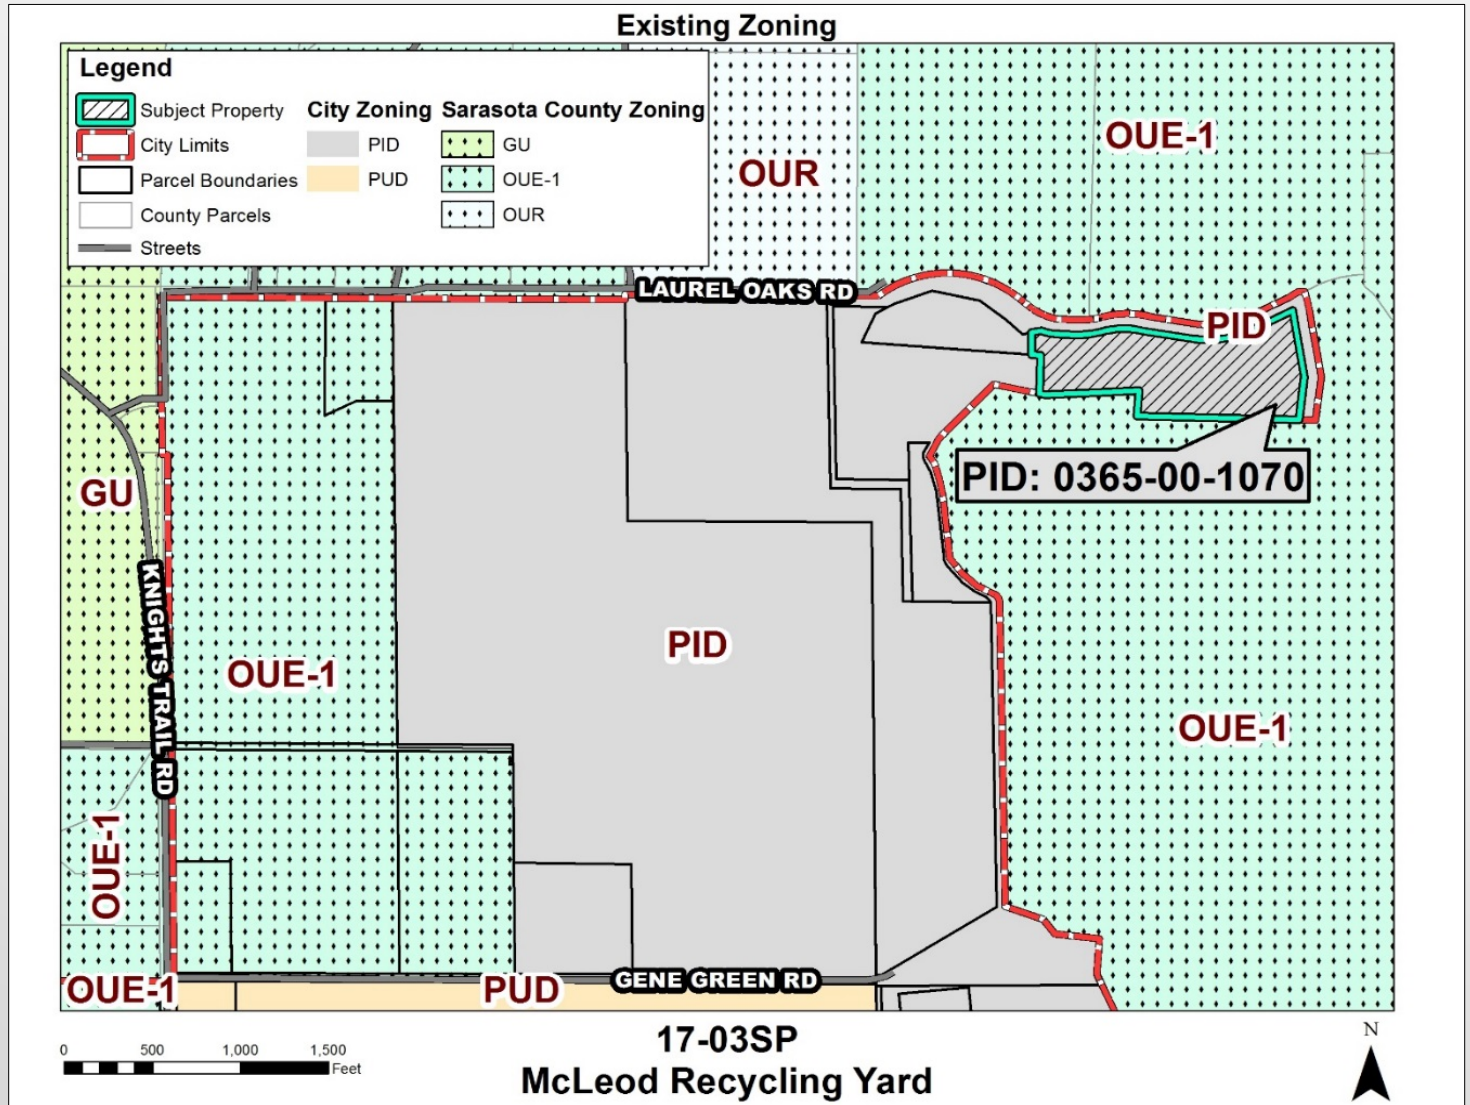 Existing Zoning
Legend
Subject Property
City Limits
Parcel Boundaries
County Parcels
Streets
City Zoning
PID
PUD
Sarasota County Zoning
GU
OUE-1
OUR
OUR
OUE-1
LAUREL OAKS RD
PID
PID: 0365-00-1070
GU
KNIGHTS TRAIL RD
OUE-1
PID
OUE-1
OUE-1
OUE-1
PUD
GENE GREEN RD
0 500 1,000 1,500
Feet
17-03SP
McLeod Recycling Yard
N